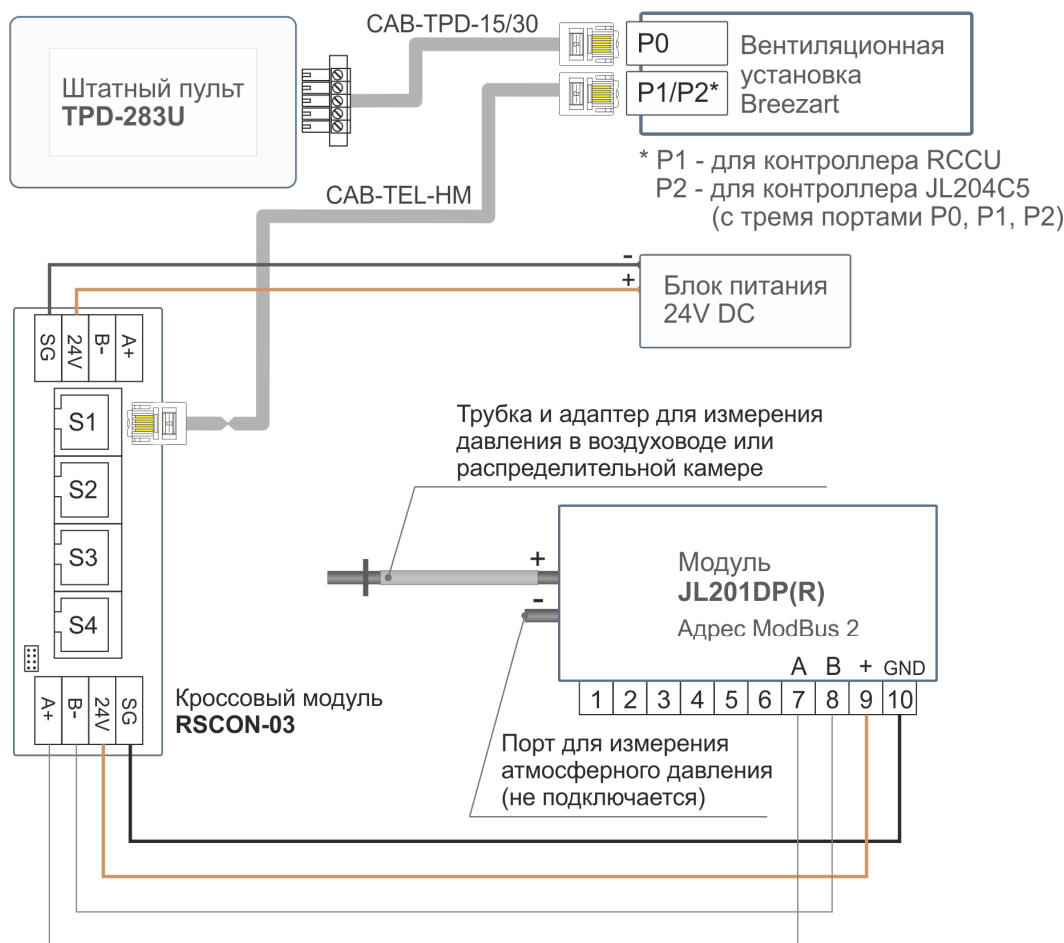 CAB-TPD-15/30
Штатный пульт
TPD-283U
P0
P1/P2*
Вентиляционная
установка
Breezart
* P1 - для контроллера RCCU
P2 - для контроллера JL204C5
(с тремя портами P0, P1, P2)
CAB-TEL-HM
-
+
Блок питания
24V DC
SG
24V
B-
A+
S1
S2
S3
S4
Трубка и адаптер для измерения
давления в воздуховоде или
распределительной камере
+
-
Модуль
JL201DP(R)
Адрес ModBus 2
A B + GND
1 2 3 4 5 6 7 8 9 10
A+
B-
24V
SG
Кроссовый модуль
RSCON-03
Порт для измерения
атмосферного давления
(не подключается)